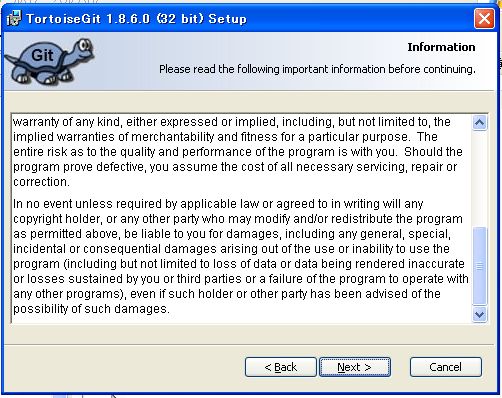 TortoiseGit 1.8.6.0 (32 bit) Setup
Git
Information
Please read the following important information before continuing.
warranty of any kind, either expressed or implied, including, but not limited to, the
implied warranties of merchantability and fitness for a particular purpose. The
entire risk as to the quality and performance of the program is with you. Should the
program prove defective, you assume the cost of all necessary servicing, repair or
correction.
In no event unless required by applicable law or agreed to in writing will any
copyright holder, or any other party who may modify and/or redistribute the program
as permitted above, be liable to you for damages, including any general, special,
incidental or consequential damages arising out of the use or inability to use the
program (including but not limited to loss of data or data being rendered inaccurate
or losses sustained by you or third parties or a failure of the program to operate with
any other programs), even if such holder or other party has been advised of the
possibility of such damages.
< Back Next > Cancel